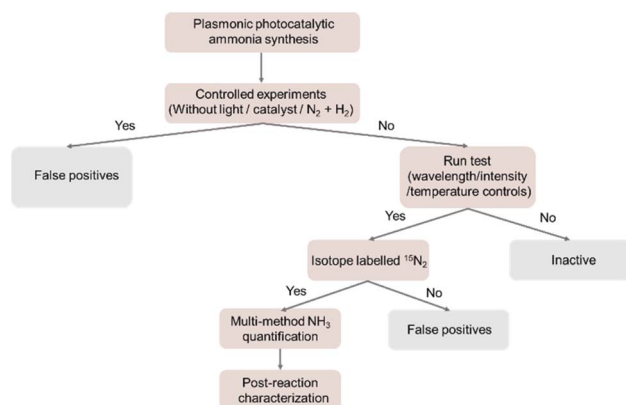 Plasmonic photocatalytic
ammonia synthesis
Controlled experiments
(Without light / catalyst / N₂ + H₂)
Yes
No
False positives
Run test
(wavelength/intensity
/temperature controls)
Yes
No
Isotope labelled ¹⁵N₂
Inactive
Yes
No
Multi-method NH₃
quantification
False positives
Post-reaction
characterization